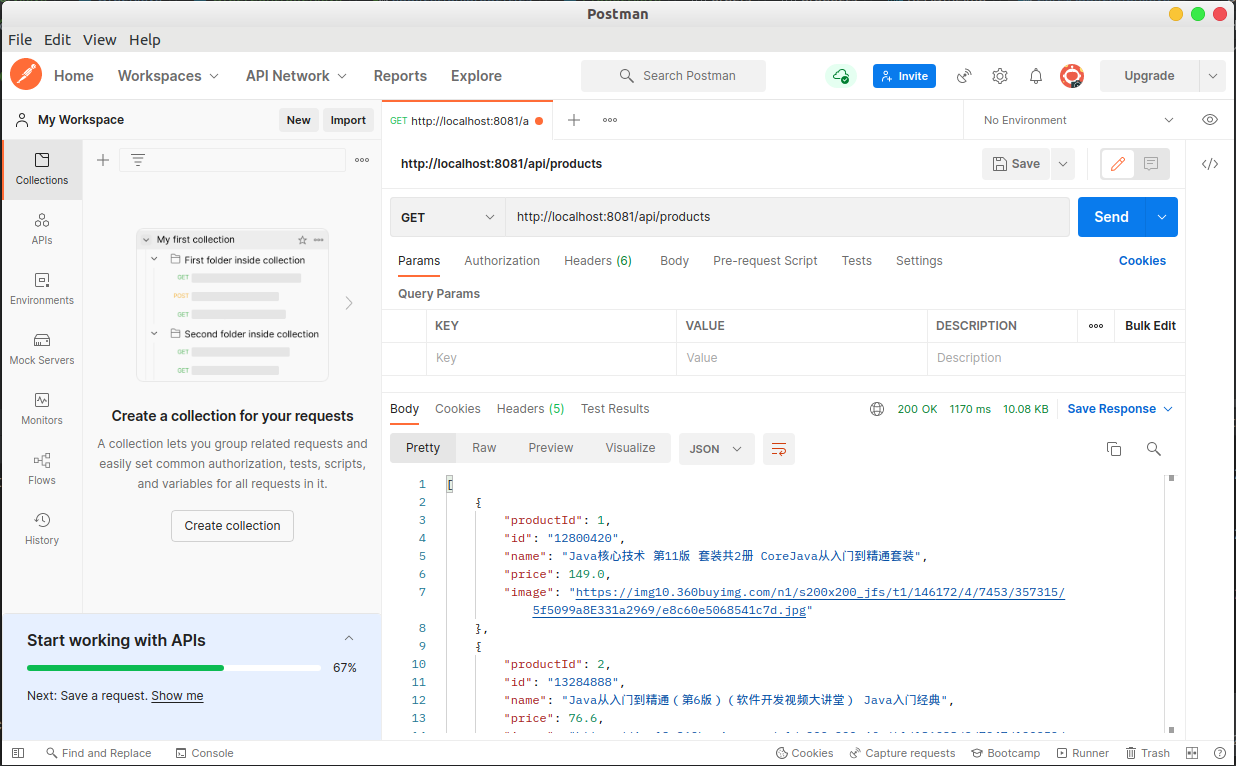 Postman
File Edit View Help
Home Workspaces API Network Reports Explore Search Postman Invite Upgrade
My Workspace New Import GET http://localhost:8081/a No Environment
Collections
APIs
Environments
Mock Servers
Monitors
Flows
History
My first collection
First folder inside collection
GET
POST
GET
Second folder inside collection
GET
GET
Create a collection for your requests
A collection lets you group related requests and
easily set common authorization, tests, scripts,
and variables for all requests in it.
Create collection
Start working with APIs
67%
Next: Save a request. Show me
http://localhost:8081/api/products Save
GET http://localhost:8081/api/products Send
Params Authorization Headers (6) Body Pre-request Script Tests Settings Cookies
Query Params
KEY VALUE DESCRIPTION Bulk Edit
Key Value Description
Body Cookies Headers (5) Test Results 200 OK 1170 ms 10.08 KB Save Response
Pretty Raw Preview Visualize JSON
1 [
2 {
3 "productId": 1,
4 "id": "12800420",
5 "name": "Java核心技术 第11版 套装共2册 CoreJava从入门到精通套装",
6 "price": 149.0,
7 "image": "https://img10.360buyimg.com/n1/s200x200_jfs/t1/146172/4/7453/357315/
5f5099a8E331a2969/e8c60e5068541c7d.jpg"
8 },
9 {
10 "productId": 2,
11 "id": "13284888",
12 "name": "Java从入门到精通（第6版）（软件开发视频大讲堂） Java入门经典",
13 "price": 76.6,
Find and Replace Console Cookies Capture requests Bootcamp Runner Trash